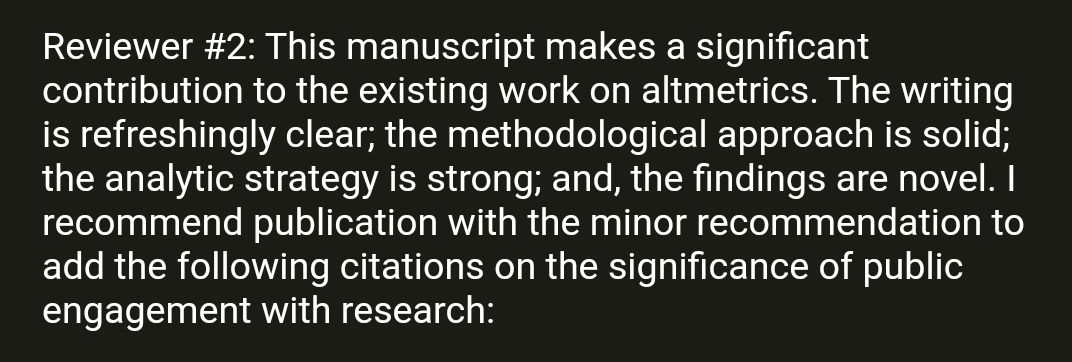 Reviewer #2: This manuscript makes a significant
contribution to the existing work on altmetrics. The writing
is refreshingly clear; the methodological approach is solid;
the analytic strategy is strong; and, the findings are novel. I
recommend publication with the minor recommendation to
add the following citations on the significance of public
engagement with research: